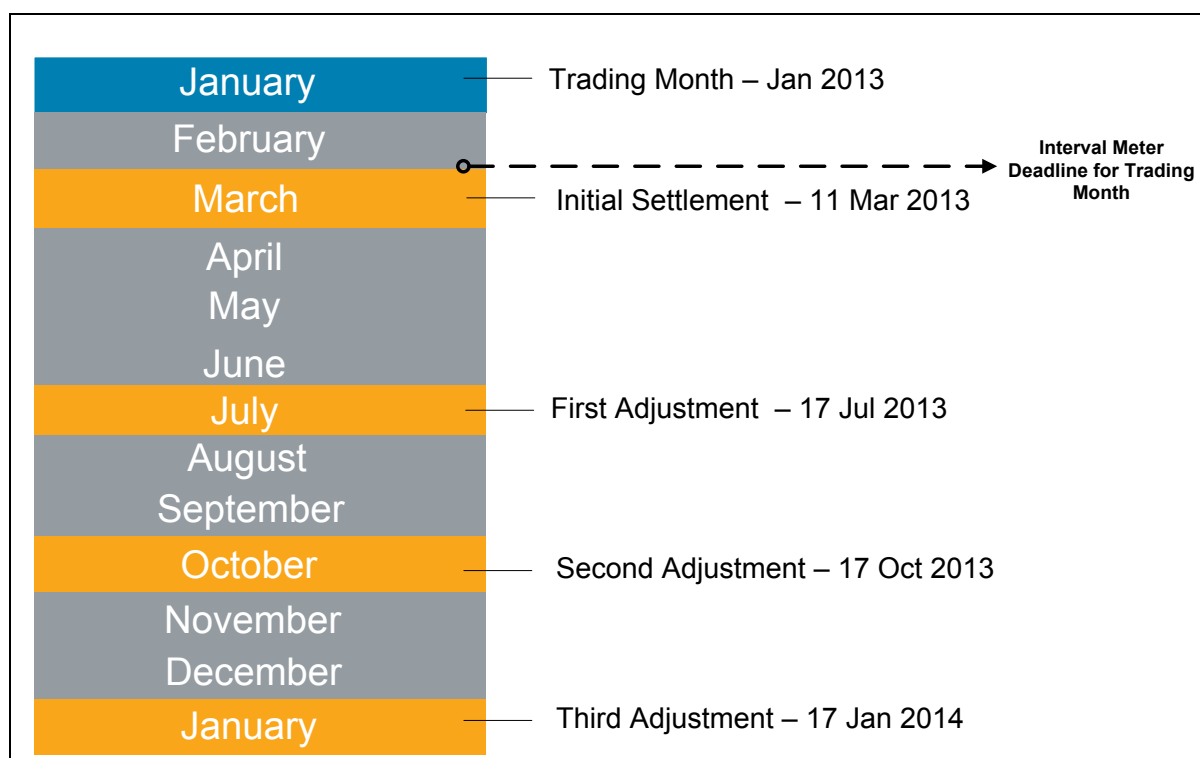 January
Trading Month – Jan 2013
February
Interval Meter
Deadline for Trading
Month
March
Initial Settlement – 11 Mar 2013
April
May
June
July
First Adjustment – 17 Jul 2013
August
September
October
Second Adjustment – 17 Oct 2013
November
December
January
Third Adjustment – 17 Jan 2014